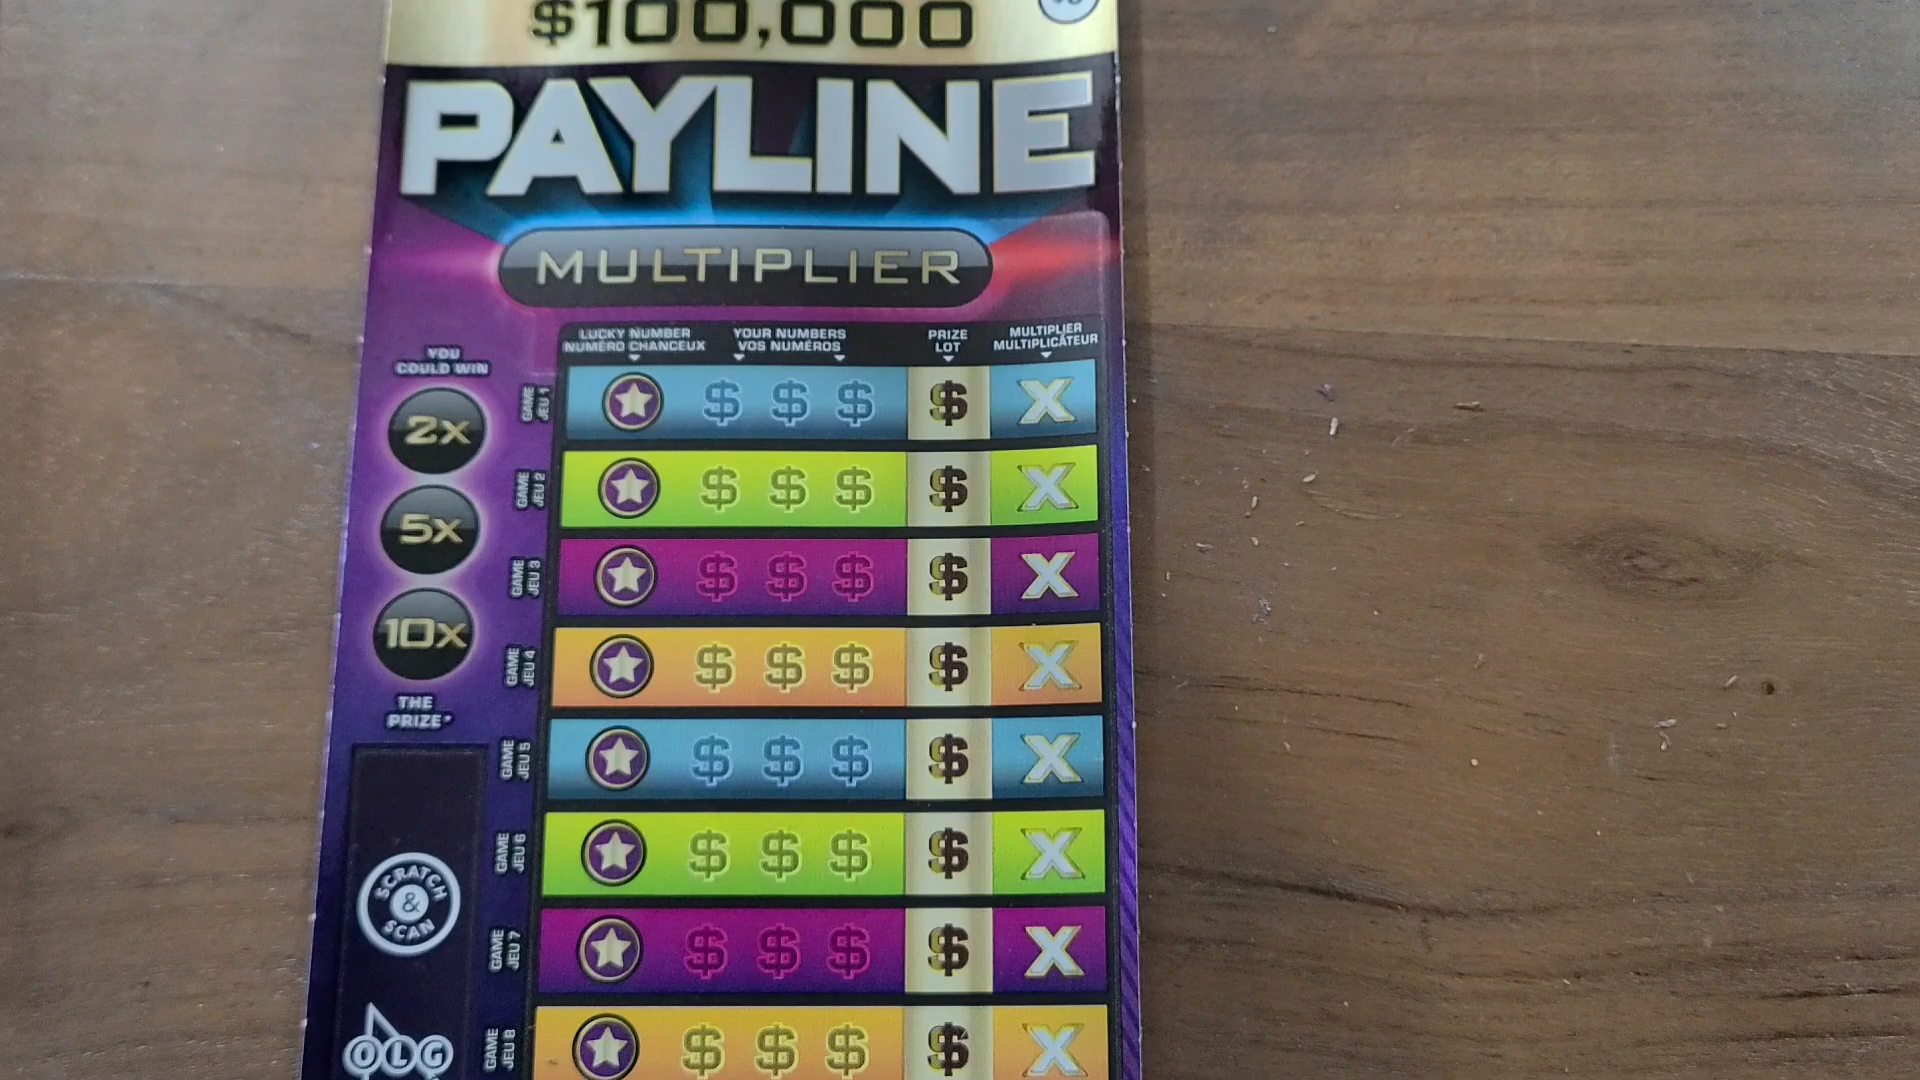 $100,000
PAYLINE
MULTIPLIER
LUCKY NUMBER
NUMÉRO CHANCEUX
YOUR NUMBERS
VOS NUMÉROS
PRIZE
LOT
MULTIPLIER
MULTIPLICATEUR
YOU
COULD WIN
2X
5X
10X
THE
PRIZE*
GAME
JEU 1
$ $ $ $ X
GAME
JEU 2
$ $ $ $ X
GAME
JEU 3
$ $ $ $ X
GAME
JEU 4
$ $ $ $ X
GAME
JEU 5
$ $ $ $ X
GAME
JEU 6
$ $ $ $ X
GAME
JEU 7
$ $ $ $ X
GAME
JEU 8
$ $ $ $ X
SCRATCH
&
SCAN
OLG